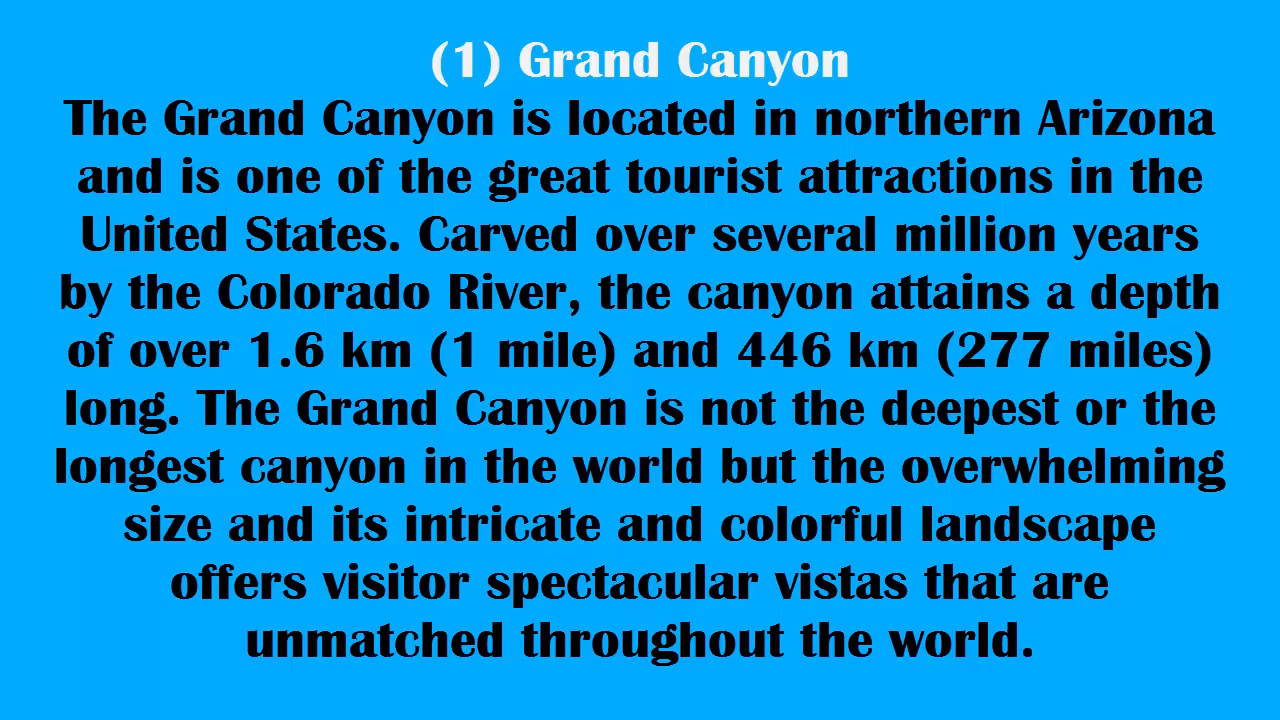 (1) Grand Canyon
The Grand Canyon is located in northern Arizona
and is one of the great tourist attractions in the
United States. Carved over several million years
by the Colorado River, the canyon attains a depth
of over 1.6 km (1 mile) and 446 km (277 miles)
long. The Grand Canyon is not the deepest or the
longest canyon in the world but the overwhelming
size and its intricate and colorful landscape
offers visitor spectacular vistas that are
unmatched throughout the world.